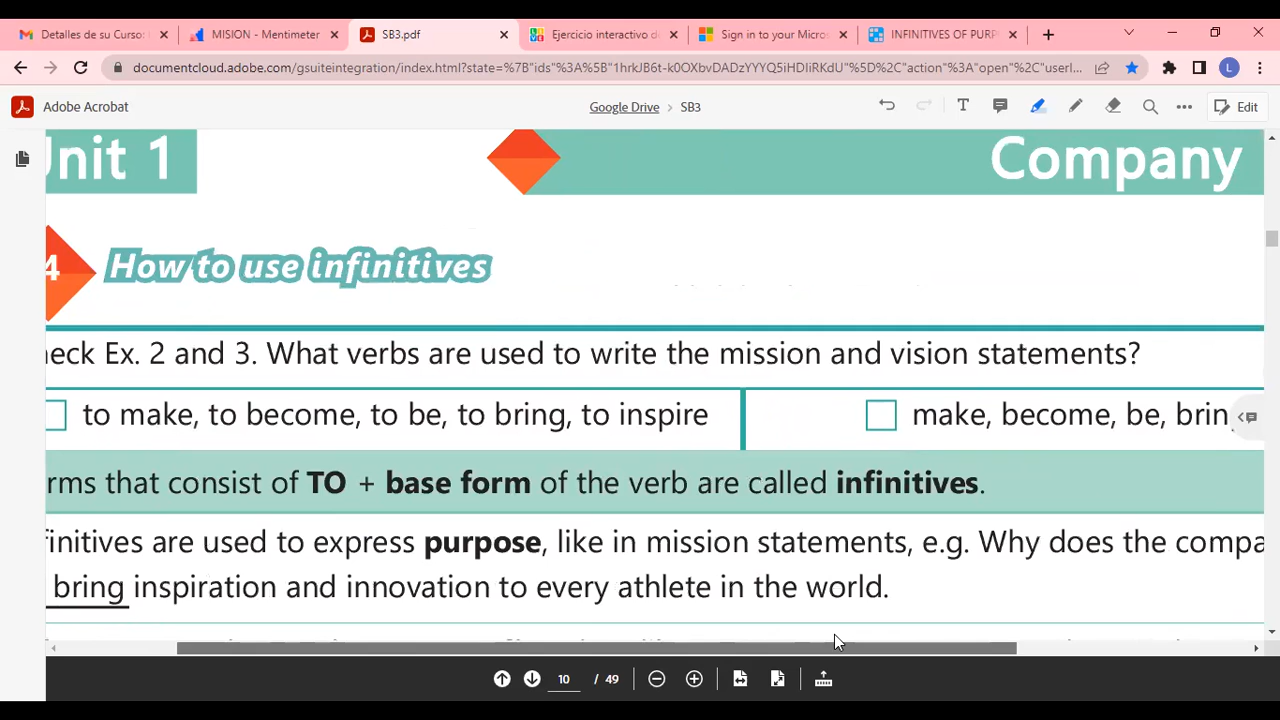 Detalles de su Curso:
MISION - Mentimeter
SB3.pdf
Ejercicio interactivo de
Sign in to your Micros
INFINITIVES OF PURP
documentcloud.adobe.com/gsuiteintegration/index.html?state=%7B"ids"%3A%5B"1hrkJB6t-k0OXbvDADzYYYQ5iHDIiRKdU"%5D%2C"action"%3A"open"%2C"userI...
L
Adobe Acrobat
Google Drive > SB3
Edit
Unit 1
Company
4
How to use infinitives
eck Ex. 2 and 3. What verbs are used to write the mission and vision statements?
to make, to become, to be, to bring, to inspire
make, become, be, brin
rms that consist of TO + base form of the verb are called infinitives.
finitives are used to express purpose, like in mission statements, e.g. Why does the compa
bring inspiration and innovation to every athlete in the world.
10 / 49